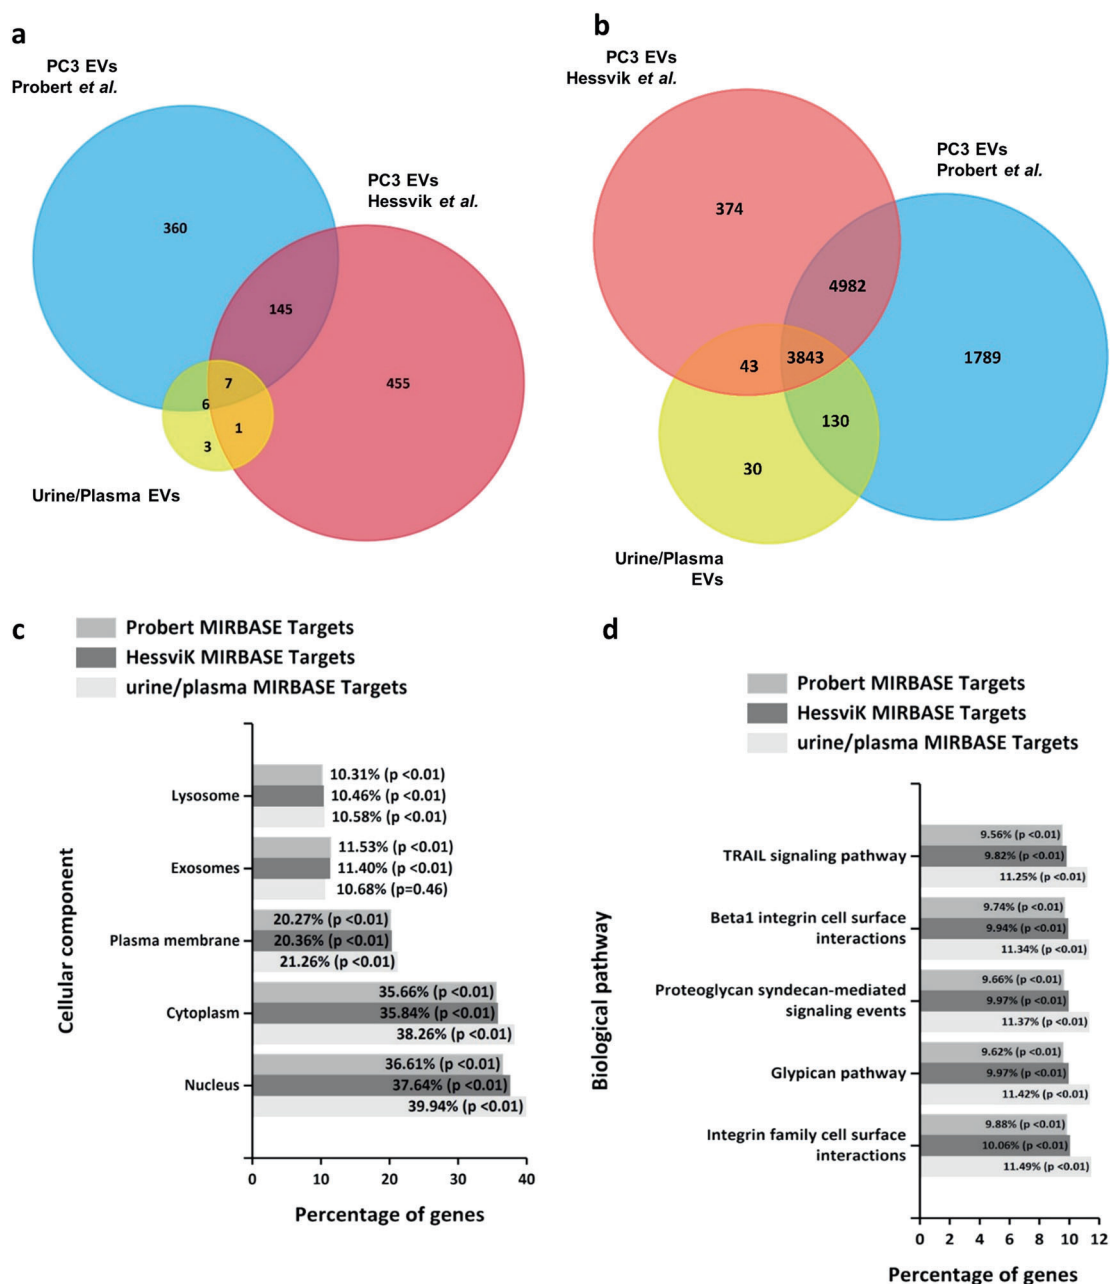 a
PC3 EVs
Probert et al.
PC3 EVs
Hessvik et al.
360
145
7
6
455
1
3
Urine/Plasma EVs
b
PC3 EVs
Hessvik et al.
PC3 EVs
Probert et al.
374
4982
43
3843
1789
130
30
Urine/Plasma
EVs
c
Probert MIRBASE Targets
HessviK MIRBASE Targets
urine/plasma MIRBASE Targets
Cellular component
Lysosome
10.31% (p <0.01)
10.46% (p <0.01)
10.58% (p <0.01)
Exosomes
11.53% (p <0.01)
11.40% (p <0.01)
10.68% (p=0.46)
Plasma membrane
20.27% (p <0.01)
20.36% (p <0.01)
21.26% (p <0.01)
Cytoplasm
35.66% (p <0.01)
35.84% (p <0.01)
38.26% (p <0.01)
Nucleus
36.61% (p <0.01)
37.64% (p <0.01)
39.94% (p <0.01)
0 10 20 30 40
Percentage of genes
d
Probert MIRBASE Targets
HessviK MIRBASE Targets
urine/plasma MIRBASE Targets
Biological pathway
TRAIL signaling pathway
9.56% (p <0.01)
9.82% (p <0.01)
11.25% (p <0.01)
Beta1 integrin cell surface
interactions
9.74% (p <0.01)
9.94% (p <0.01)
11.34% (p <0.01)
Proteoglycan syndecan-mediated
signaling events
9.66% (p <0.01)
9.97% (p <0.01)
11.37% (p <0.01)
Glypican pathway
9.62% (p <0.01)
9.97% (p <0.01)
11.42% (p <0.01)
Integrin family cell surface
interactions
9.88% (p <0.01)
10.06% (p <0.01)
11.49% (p <0.01)
0 2 4 6 8 10 12
Percentage of genes